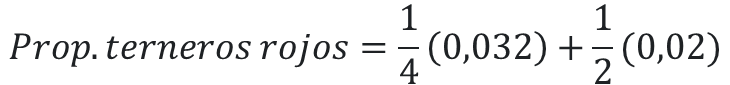 Prop. terneros rojos = 1/4 (0,032) + 1/2 (0,02)